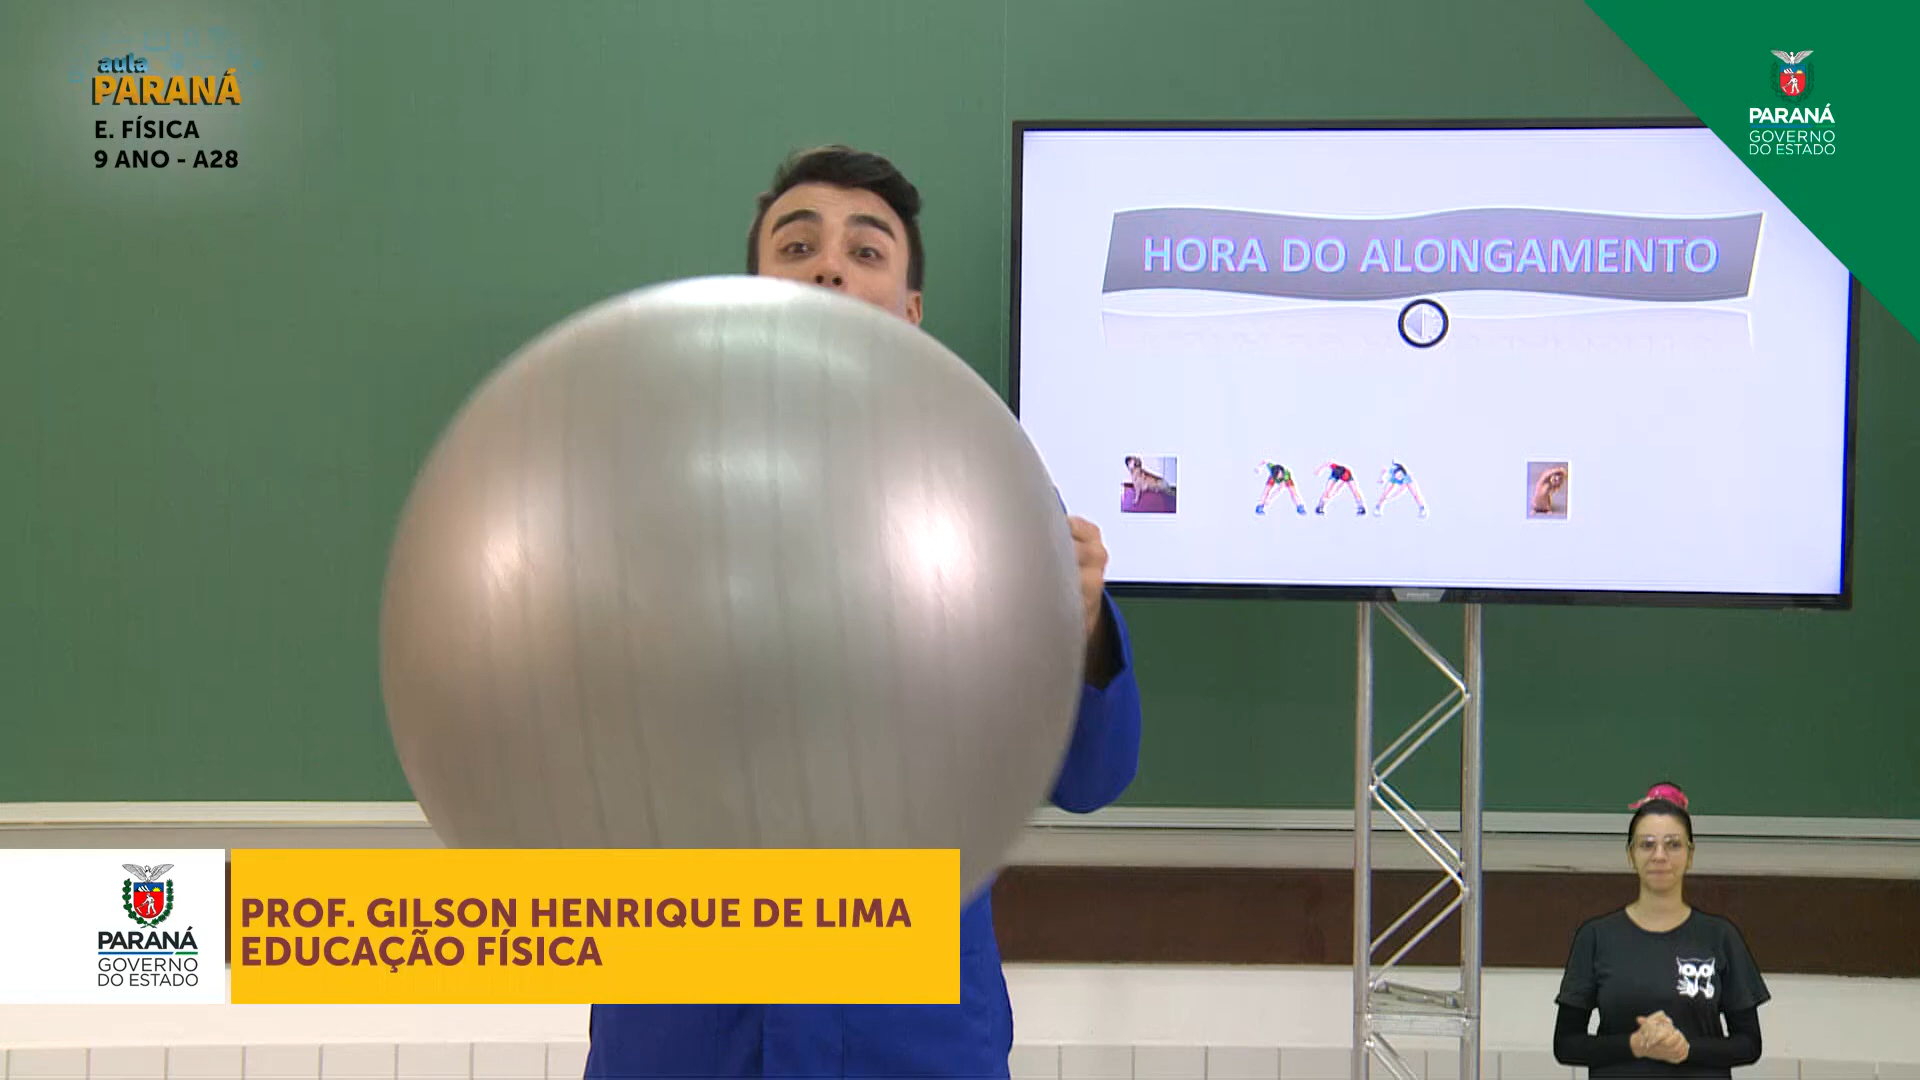 aula
PARANÁ
E. FÍSICA
9 ANO - A28
PARANÁ
GOVERNO
DO ESTADO
HORA DO ALONGAMENTO
PROF. GILSON HENRIQUE DE LIMA
EDUCAÇÃO FÍSICA
PARANÁ
GOVERNO
DO ESTADO